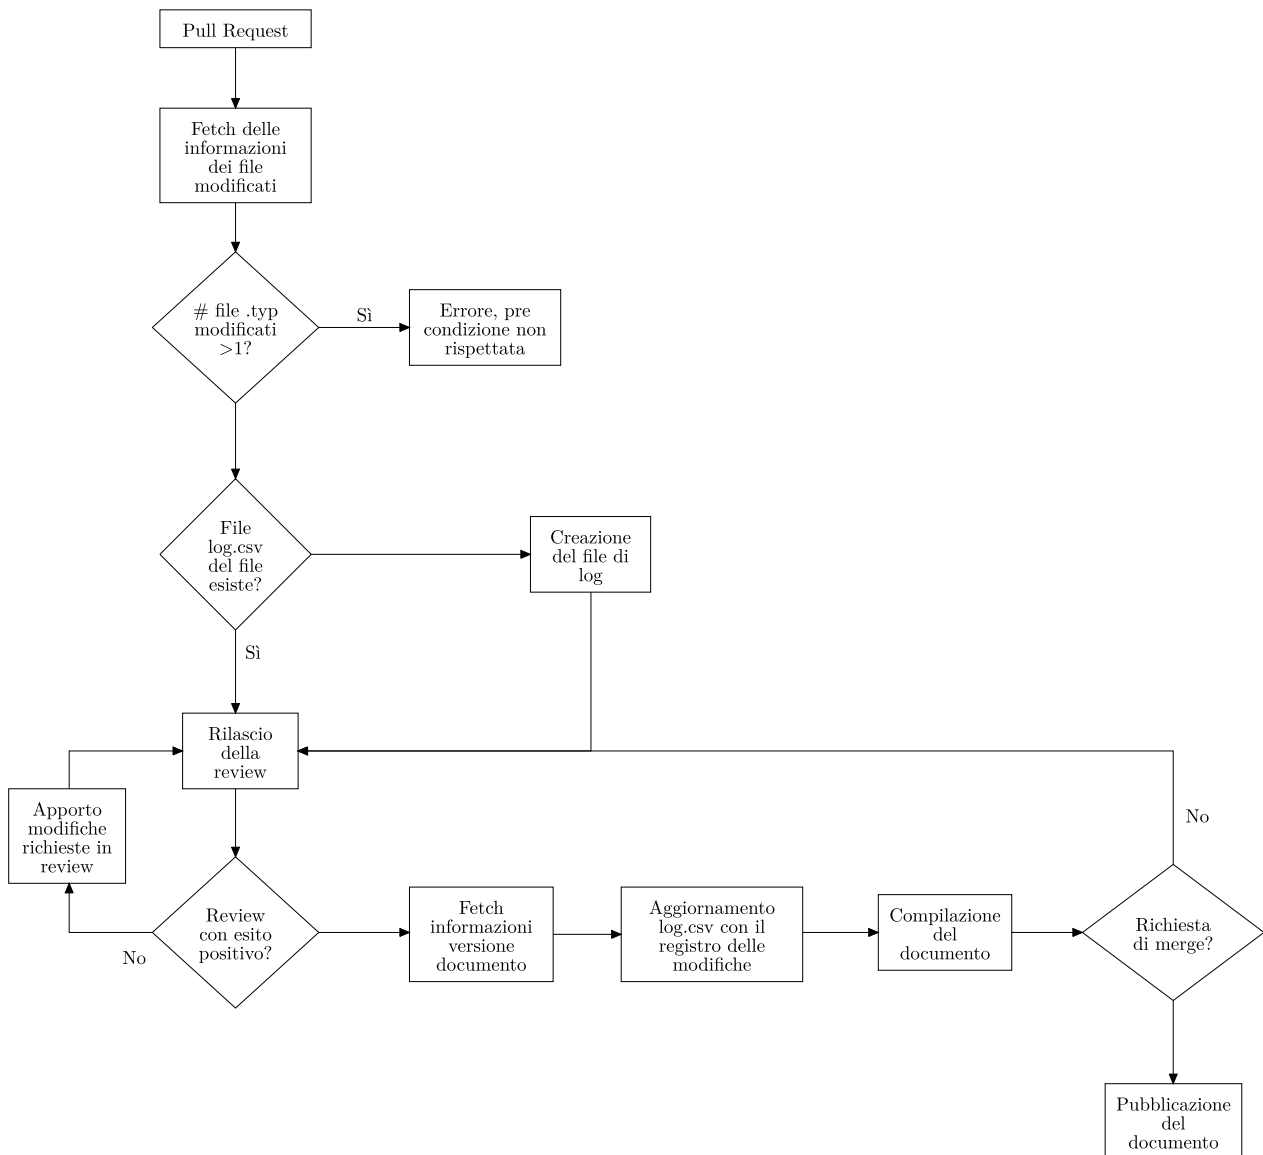 Pull Request
Fetch delle
informazioni
dei file
modificati
# file .typ
modificati
>1?
Sì
Errore, pre
condizione non
rispettata
File
log.csv
del file
esiste?
Creazione
del file di
log
Sì
Rilascio
della
review
Apporto
modifiche
richieste in
review
No
Review
con esito
positivo?
No
Fetch
informazioni
versione
documento
Aggiornamento
log.csv con il
registro delle
modifiche
Compilazione
del
documento
Richiesta
di merge?
Pubblicazione
del
documento